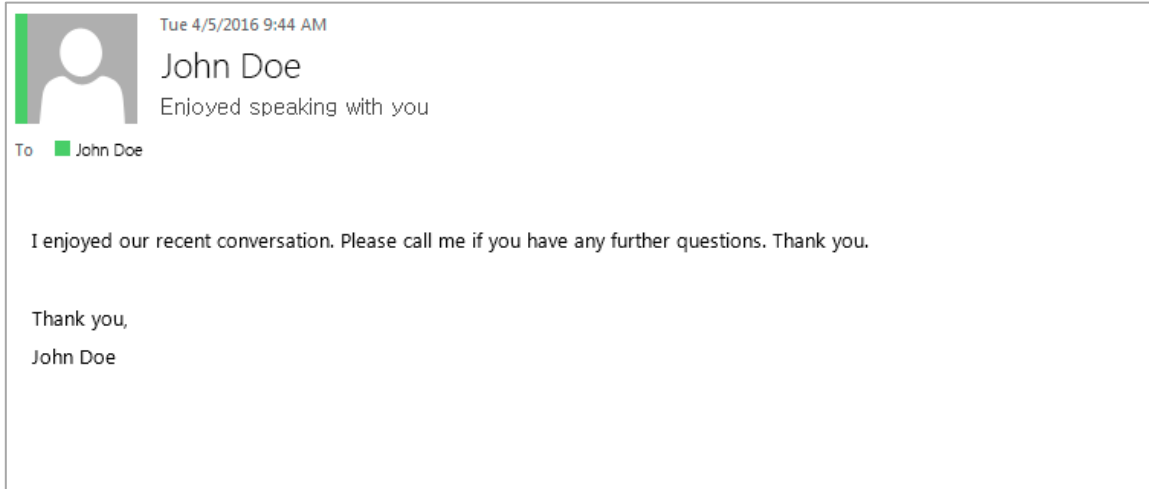 Tue 4/5/2016 9:44 AM
John Doe
Enjoyed speaking with you
To John Doe
I enjoyed our recent conversation. Please call me if you have any further questions. Thank you.
Thank you,
John Doe